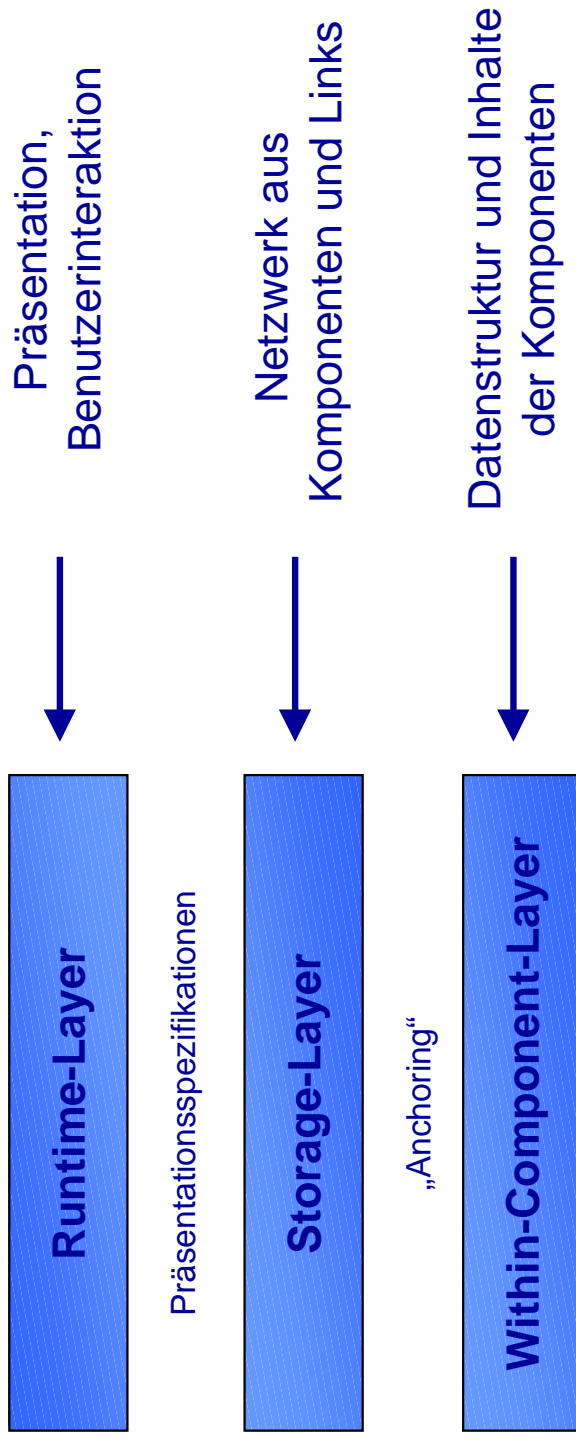 Runtime-Layer
Präsentation,
Benutzerinteraktion
Präsentationsspezifikationen
Storage-Layer
Netzwerk aus
Komponenten und Links
„Anchoring“
Within-Component-Layer
Datenstruktur und Inhalte
der Komponenten